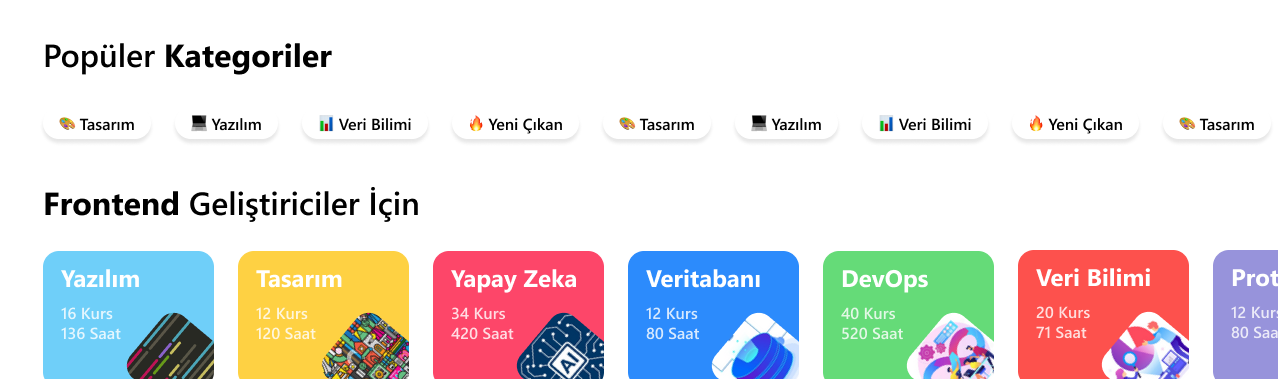 Popüler Kategoriler
Tasarım Yazılım Veri Bilimi Yeni Çıkan Tasarım Yazılım Veri Bilimi Yeni Çıkan Tasarım
Frontend Geliştiriciler İçin
Yazılım
16 Kurs
136 Saat
Tasarım
12 Kurs
120 Saat
Yapay Zeka
34 Kurs
420 Saat
AI
Veritabanı
12 Kurs
80 Saat
DevOps
40 Kurs
520 Saat
Veri Bilimi
20 Kurs
71 Saat
Prot
12 Kurs
80 Saat